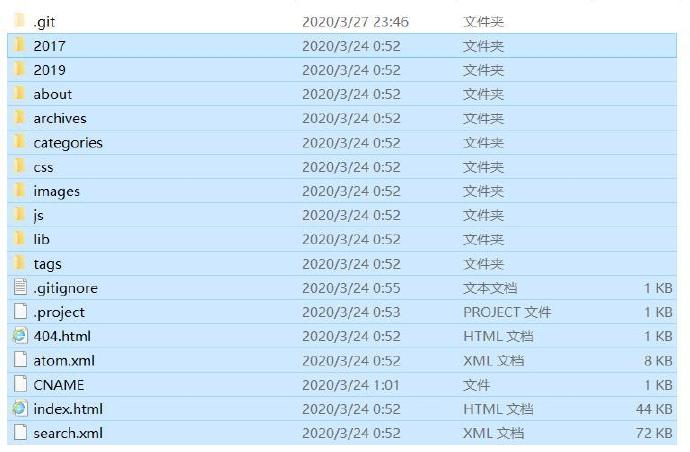 .git 2020/3/27 23:46 文件夹
2017 2020/3/24 0:52 文件夹
2019 2020/3/24 0:52 文件夹
about 2020/3/24 0:52 文件夹
archives 2020/3/24 0:52 文件夹
categories 2020/3/24 0:52 文件夹
css 2020/3/24 0:52 文件夹
images 2020/3/24 0:52 文件夹
js 2020/3/24 0:52 文件夹
lib 2020/3/24 0:52 文件夹
tags 2020/3/24 0:52 文件夹
.gitignore 2020/3/24 0:55 文本文档 1 KB
.project 2020/3/24 0:53 PROJECT 文件 1 KB
404.html 2020/3/24 0:52 HTML 文档 1 KB
atom.xml 2020/3/24 0:52 XML 文档 8 KB
CNAME 2020/3/24 1:01 文件 1 KB
index.html 2020/3/24 0:52 HTML 文档 44 KB
search.xml 2020/3/24 0:52 XML 文档 72 KB